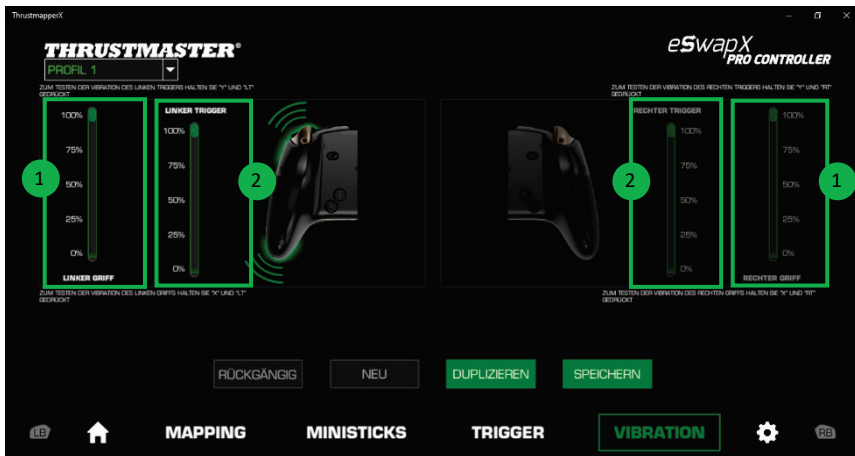 ThrustmapperX
THRUSTMASTER®
eSwapX
PRO CONTROLLER
PROFIL 1
ZUM TESTEN DER VIBRATION DES LINKEN TRIGGERS HALTEN SIE "Y" UND "LT"
GEDRÜCKT
ZUM TESTEN DER VIBRATION DES RECHTEN TRIGGERS HALTEN SIE "Y" UND "RT"
GEDRÜCKT
100%
75%
50%
25%
0%
LINKER GRIFF
1
LINKER TRIGGER
100%
75%
50%
25%
0%
2
RECHTER TRIGGER
100%
75%
50%
25%
0%
2
100%
75%
50%
25%
0%
RECHTER GRIFF
1
ZUM TESTEN DER VIBRATION DES LINKEN GRIFFS HALTEN SIE "X" UND "LT"
GEDRÜCKT
ZUM TESTEN DER VIBRATION DES RECHTEN GRIFFS HALTEN SIE "X" UND "RT"
GEDRÜCKT
RÜCKGÄNGIG
NEU
DUPLIZIEREN
SPEICHERN
LB
MAPPING
MINISTICKS
TRIGGER
VIBRATION
RB